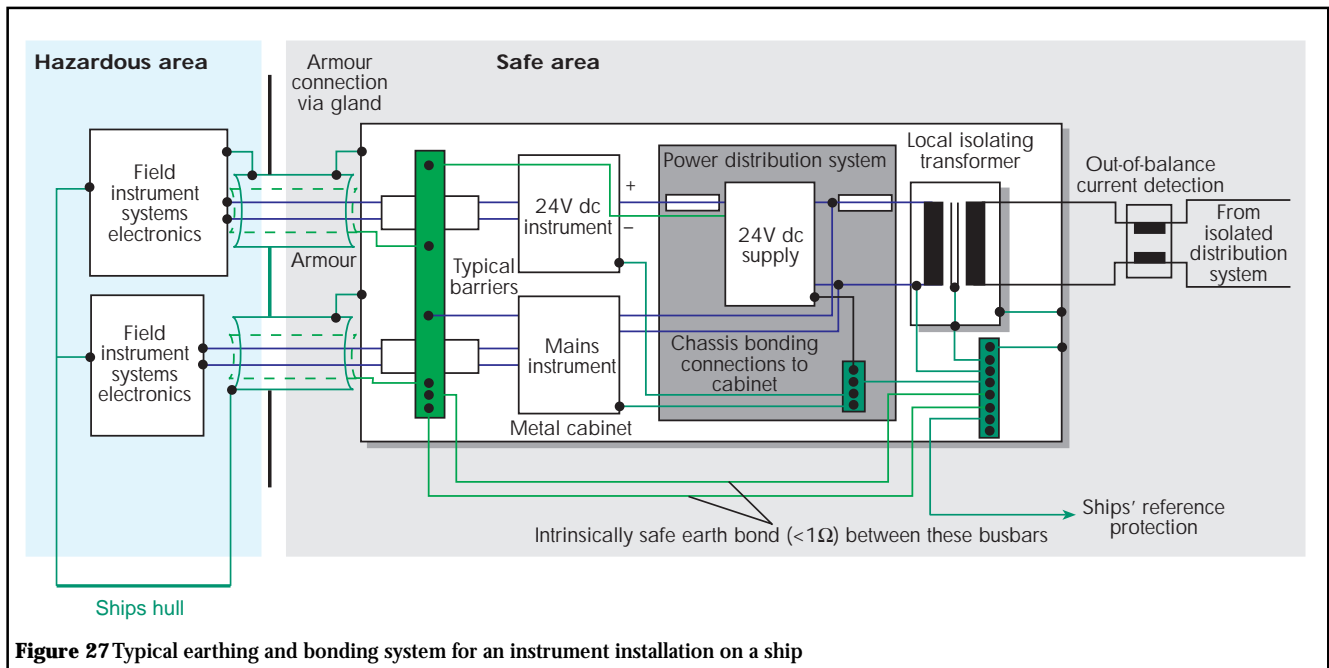 Hazardous area
Armour
connection
via gland
Safe area
Field
instrument
systems
electronics
24V dc
instrument
+
–
Power distribution system
24V dc
supply
Local isolating
transformer
Out-of-balance
current detection
From
isolated
distribution
system
Armour
Typical
barriers
Field
instrument
systems
electronics
Mains
instrument
Chassis bonding
connections to
cabinet
Metal cabinet
Intrinsically safe earth bond (<1Ω) between these busbars
Ships' reference
protection
Ships hull
Figure 27 Typical earthing and bonding system for an instrument installation on a ship